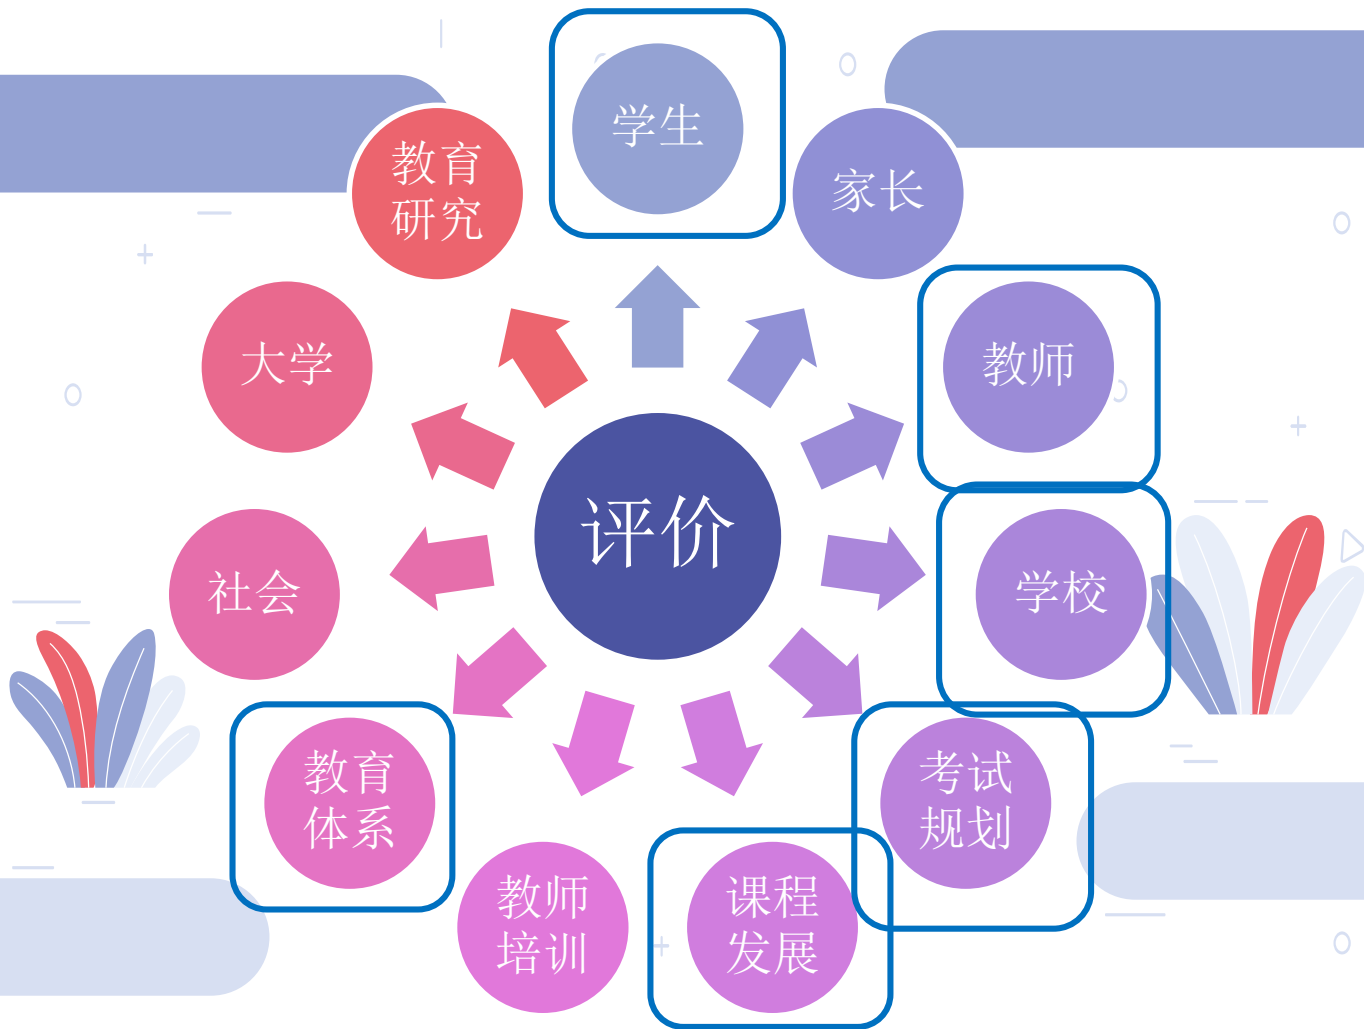 学生
家长
教师
学校
考试
规划
课程
发展
教师
培训
教育
体系
社会
大学
教育
研究
评价